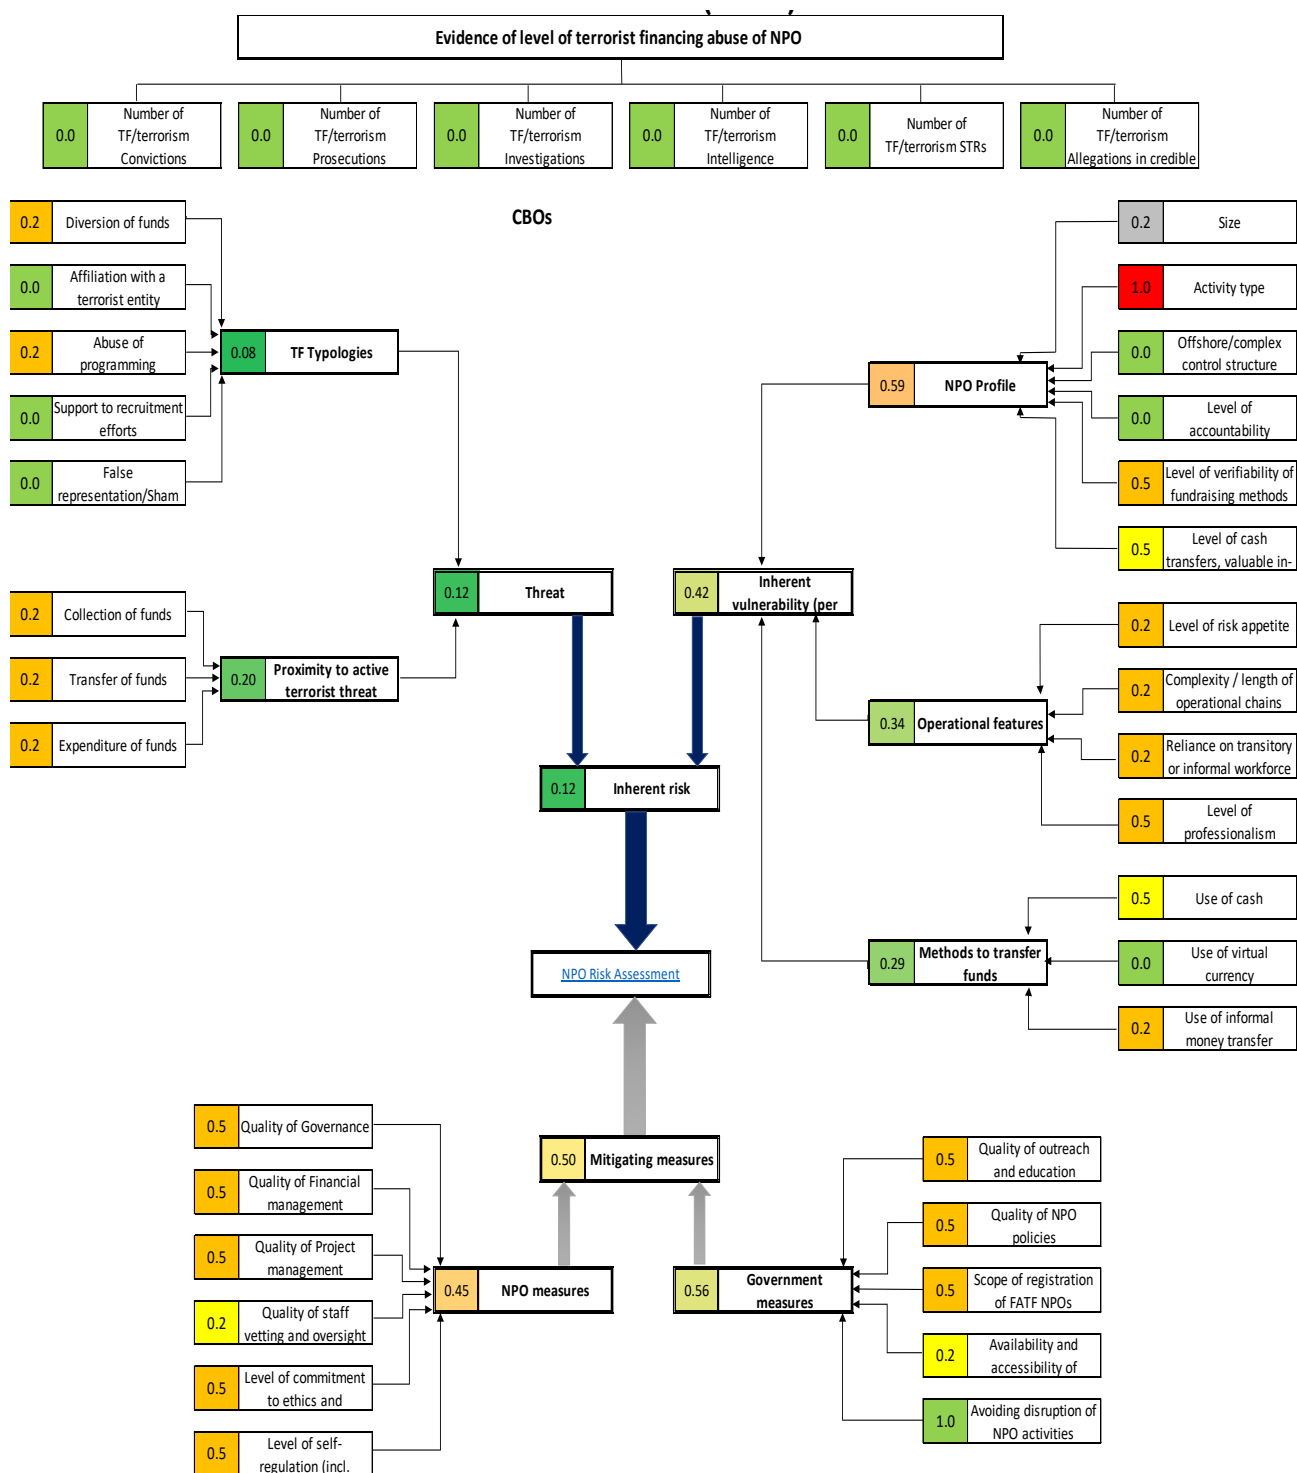 Evidence of level of terrorist financing abuse of NPO
0.0
Number of
TF/terrorism
Convictions
0.0
Number of
TF/terrorism
Prosecutions
0.0
Number of
TF/terrorism
Investigations
0.0
Number of
TF/terrorism
Intelligence
0.0
Number of
TF/terrorism STRs
0.0
Number of
TF/terrorism
Allegations in credible
CBOs
0.2
Diversion of funds
0.0
Affiliation with a
terrorist entity
0.2
Abuse of
programming
0.0
Support to recruitment
efforts
0.0
False
representation/Sham
0.08
TF Typologies
0.2
Size
1.0
Activity type
0.0
Offshore/complex
control structure
0.0
Level of
accountability
0.5
Level of verifiability of
fundraising methods
0.5
Level of cash
transfers, valuable in-
0.59
NPO Profile
0.12
Threat
0.42
Inherent
vulnerability (per
0.2
Collection of funds
0.2
Transfer of funds
0.2
Expenditure of funds
0.20
Proximity to active
terrorist threat
0.2
Level of risk appetite
0.2
Complexity / length of
operational chains
0.2
Reliance on transitory
or informal workforce
0.5
Level of
professionalism
0.34
Operational features
0.12
Inherent risk
0.5
Use of cash
0.0
Use of virtual
currency
0.2
Use of informal
money transfer
0.29
Methods to transfer
funds
NPO Risk Assessment
0.50
Mitigating measures
0.5
Quality of Governance
0.5
Quality of Financial
management
0.5
Quality of Project
management
0.2
Quality of staff
vetting and oversight
0.5
Level of commitment
to ethics and
0.5
Level of self-
regulation (incl.
0.45
NPO measures
0.56
Government
measures
0.5
Quality of outreach
and education
0.5
Quality of NPO
policies
0.5
Scope of registration
of FATF NPOs
0.2
Availability and
accessibility of
1.0
Avoiding disruption of
NPO activities